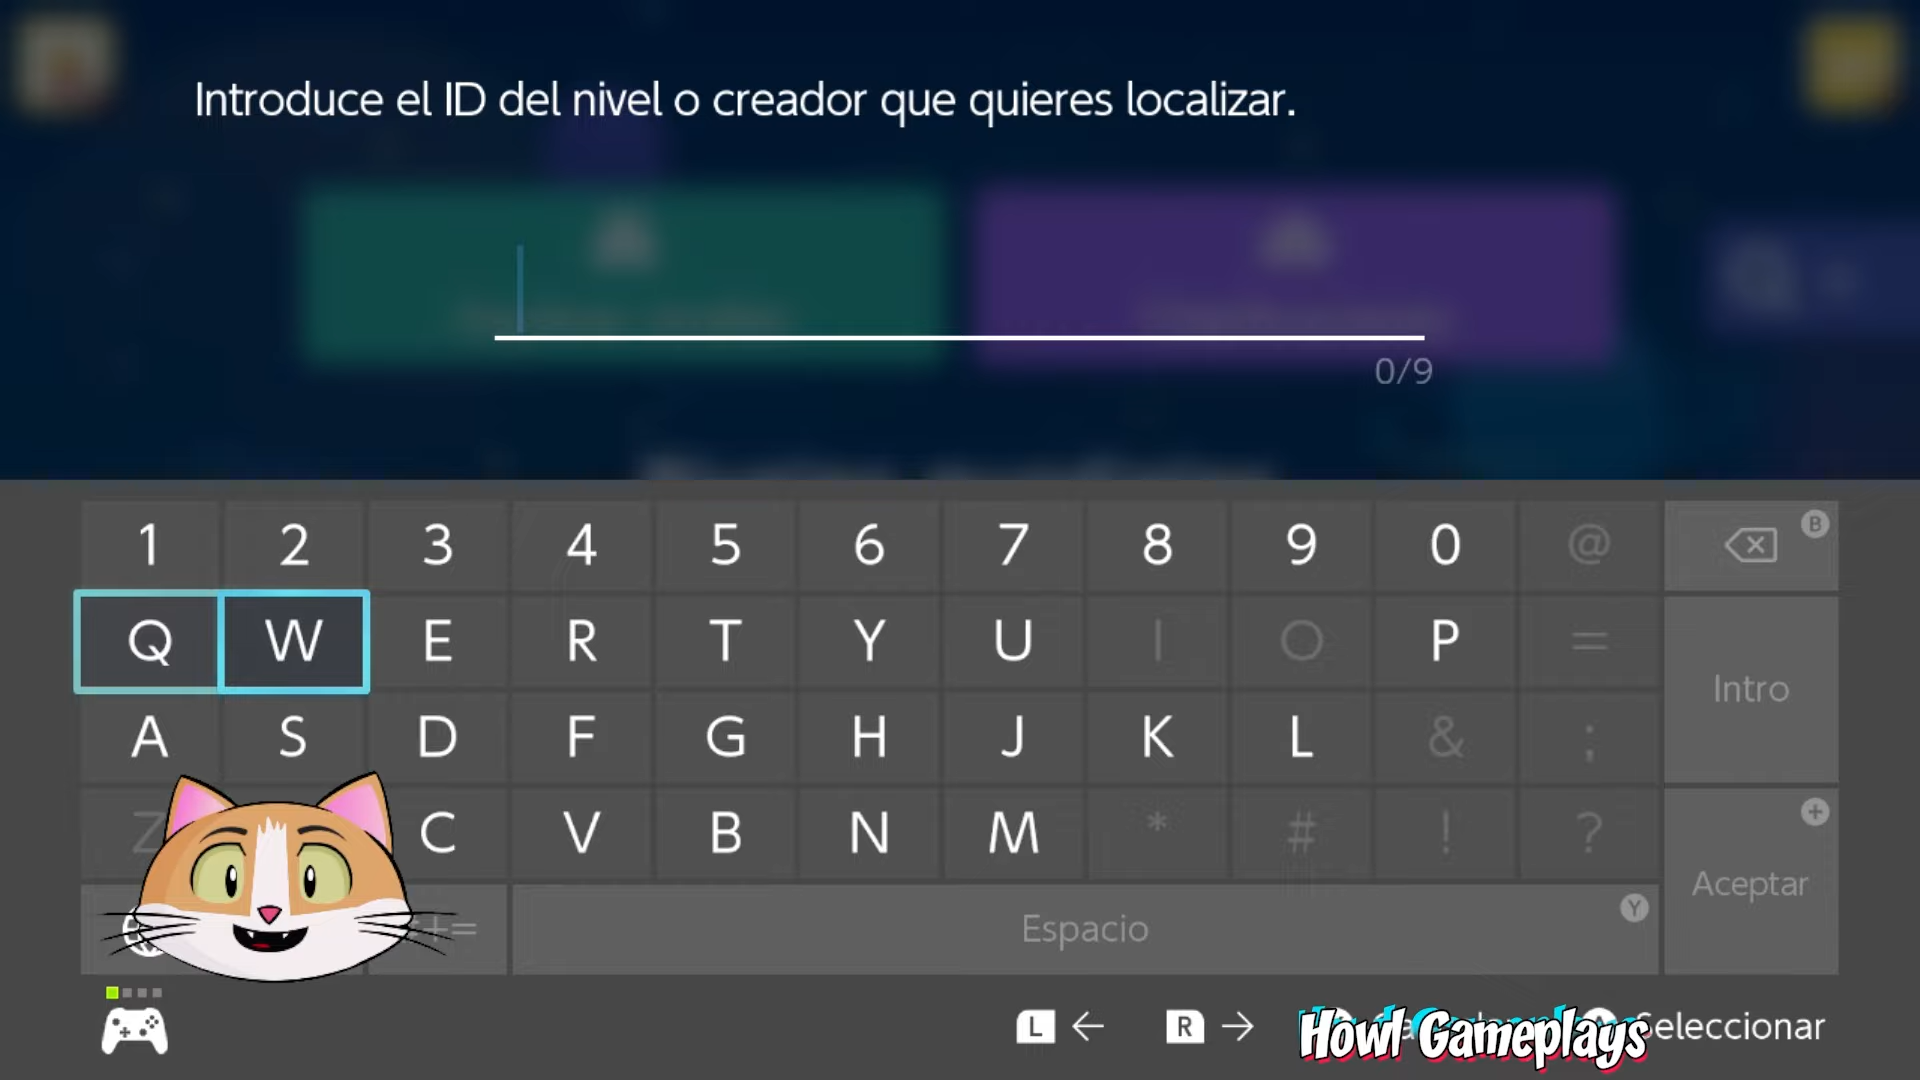 Introduce el ID del nivel o creador que quieres localizar.
0/9
1 2 3 4 5 6 7 8 9 0 @
B
Q W E R T Y U I O P =
Intro
A S D F G H J K L & ;
Z C V B N M * # ! ?
+
Aceptar
+=
Espacio
Y
L ← R → Seleccionar
Howl Gameplays